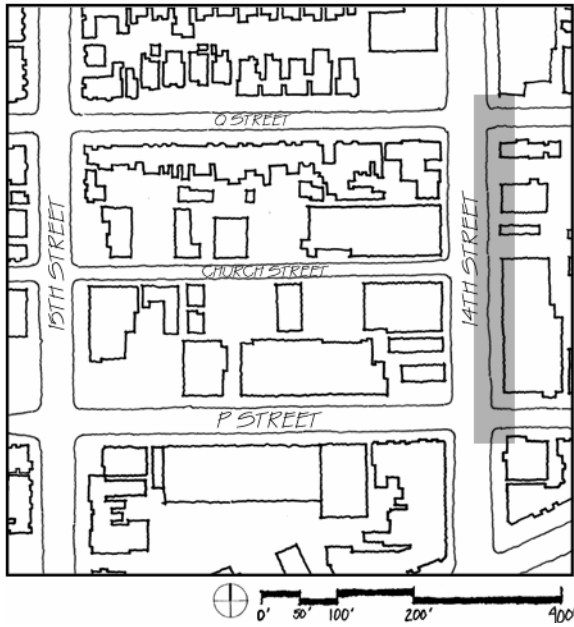 Q STREET
15TH STREET
14TH STREET
CHURCH STREET
P STREET
0' 50' 100' 200' 400'